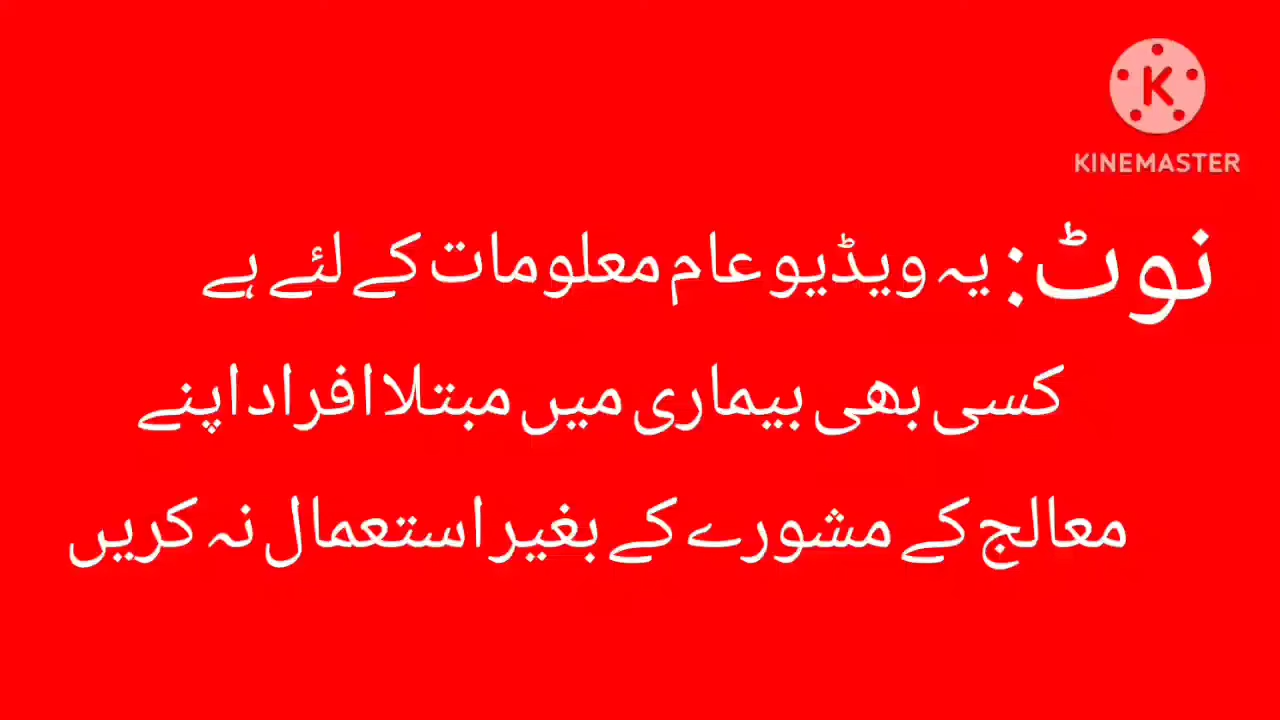 KINEMASTER
نوٹ: یہ ویڈیو عام معلومات کے لئے ہے
کسی بھی بیماری میں مبتلا افراد اپنے
معالج کے مشورے کے بغیر استعمال نہ کریں